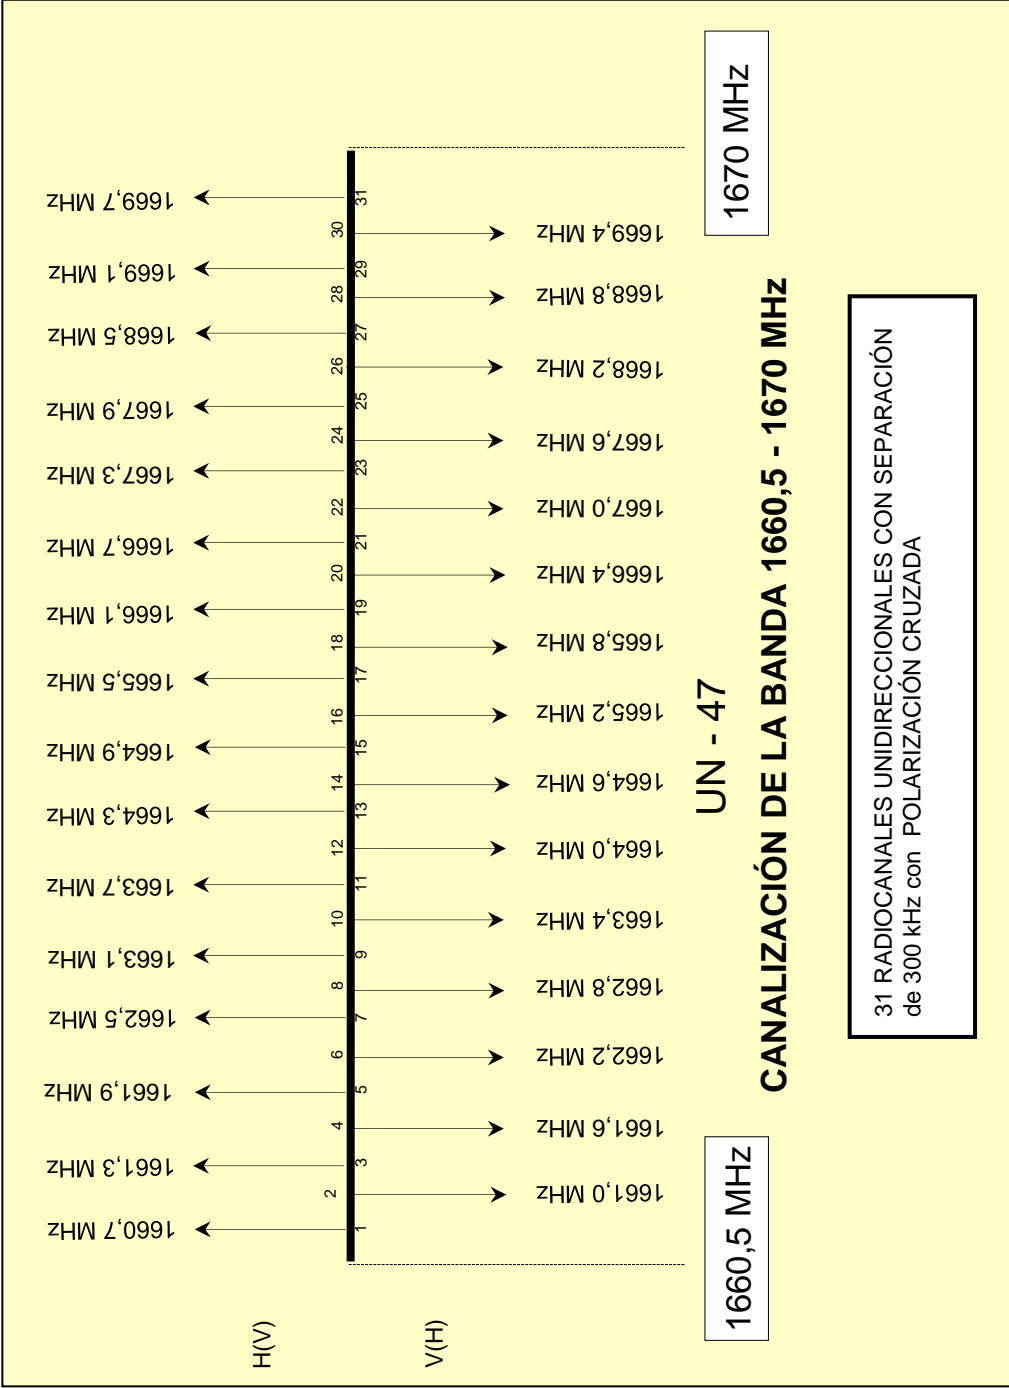 H(V)
1660,7 MHz
1661,3 MHz
1661,9 MHz
1662,5 MHz
1663,1 MHz
1663,7 MHz
1664,3 MHz
1664,9 MHz
1665,5 MHz
1666,1 MHz
1666,7 MHz
1667,3 MHz
1667,9 MHz
1668,5 MHz
1669,1 MHz
1669,7 MHz
2
4
6
8
10
12
14
16
18
20
22
24
26
28
30
1
3
5
7
9
11
13
15
17
19
21
23
25
27
29
31
V(H)
1661,0 MHz
1661,6 MHz
1662,2 MHz
1662,8 MHz
1663,4 MHz
1664,0 MHz
1664,6 MHz
1665,2 MHz
1665,8 MHz
1666,4 MHz
1667,0 MHz
1667,6 MHz
1668,2 MHz
1668,8 MHz
1669,4 MHz
1660,5 MHz
UN - 47
1670 MHz
CANALIZACIÓN DE LA BANDA 1660,5 - 1670 MHz
31 RADIOCANALES UNIDIRECCIONALES CON SEPARACIÓN
de 300 kHz con POLARIZACIÓN CRUZADA